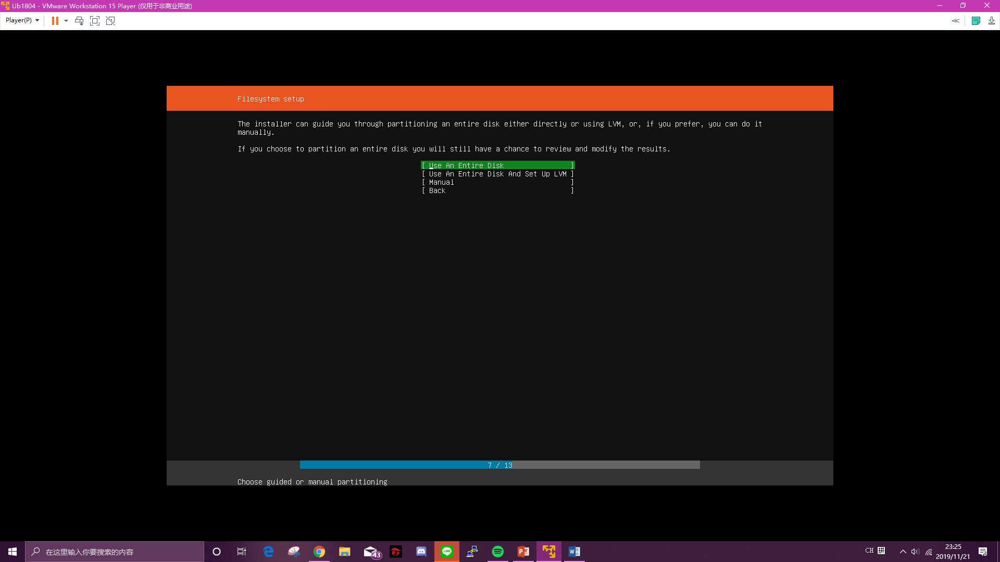 Ub1804 - VMware Workstation 15 Player (仅用于非商业用途)
Player(P)
Filesystem setup
The installer can guide you through partitioning an entire disk either directly or using LVM, or, if you prefer, you can do it
manually.
If you choose to partition an entire disk you will still have a chance to review and modify the results.
[ Use An Entire Disk ]
[ Use An Entire Disk And Set Up LVM ]
[ Manual ]
[ Back ]
7 / 13
Choose guided or manual partitioning
在这里输入你要搜索的内容
43
LINE
CH 拼
23:25
2019/11/21